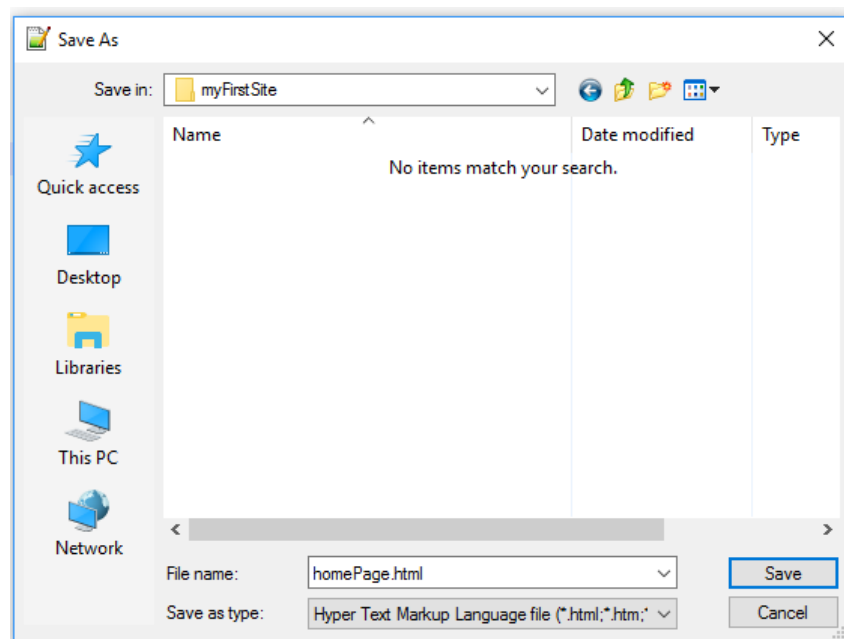 Save As
Save in:
myFirstSite
Name
Date modified
Type
No items match your search.
Quick access
Desktop
Libraries
This PC
Network
File name:
homePage.html
Save
Save as type:
Hyper Text Markup Language file (*.html;*.htm;*
Cancel